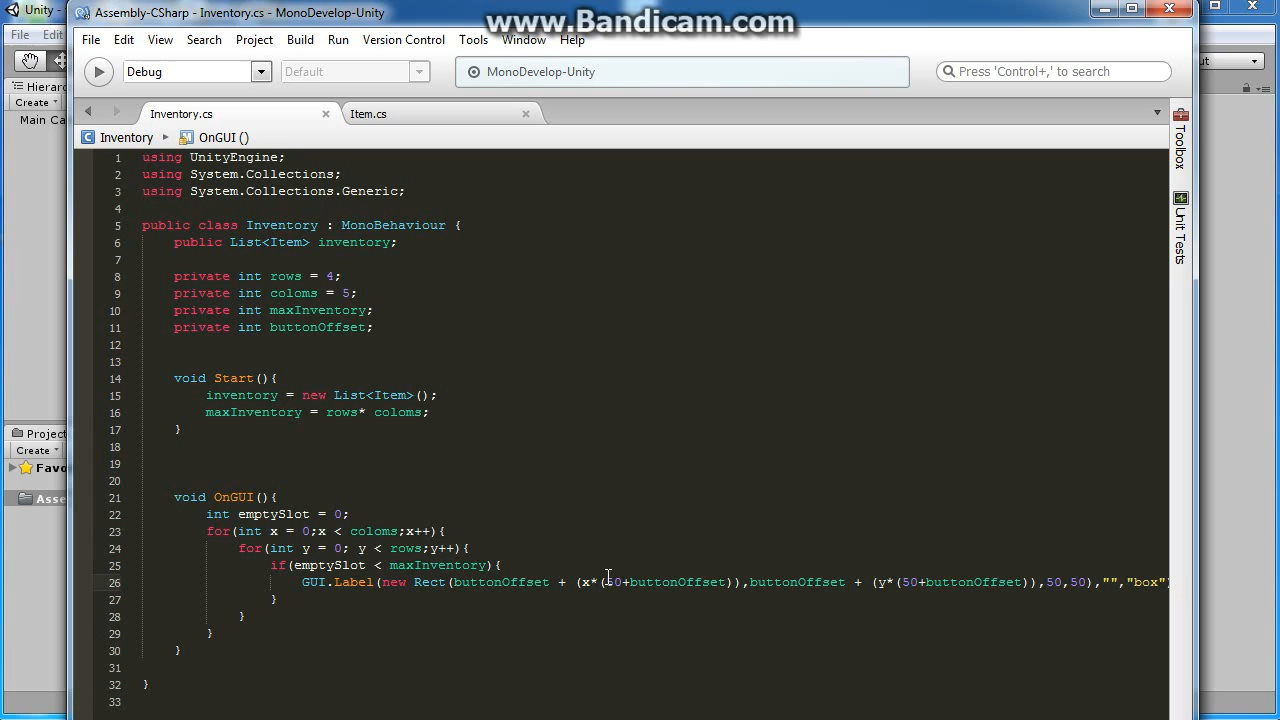 Unity -
Assembly-CSharp - Inventory.cs - MonoDevelop-Unity
www.Bandicam.com
File Edit
File Edit View Search Project Build Run Version Control Tools Window Help
Debug
Default
MonoDevelop-Unity
Press 'Control+,' to search
Hierarc
Create
Main Ca
Inventory.cs
Item.cs
Inventory
OnGUI ()
Toolbox
Unit Tests
1 using UnityEngine;
2 using System.Collections;
3 using System.Collections.Generic;
4
5 public class Inventory : MonoBehaviour {
6 public List<Item> inventory;
7
8 private int rows = 4;
9 private int coloms = 5;
10 private int maxInventory;
11 private int buttonOffset;
12
13
14 void Start(){
15 inventory = new List<Item>();
16 maxInventory = rows* coloms;
17 }
18
19
20
21 void OnGUI(){
22 int emptySlot = 0;
23 for(int x = 0;x < coloms;x++){
24 for(int y = 0; y < rows;y++){
25 if(emptySlot < maxInventory){
26 GUI.Label(new Rect(buttonOffset + (x*(50+buttonOffset)),buttonOffset + (y*(50+buttonOffset)),50,50),"","box")
27 }
28 }
29 }
30 }
31
32 }
33
Project
Create
Favo
Asse